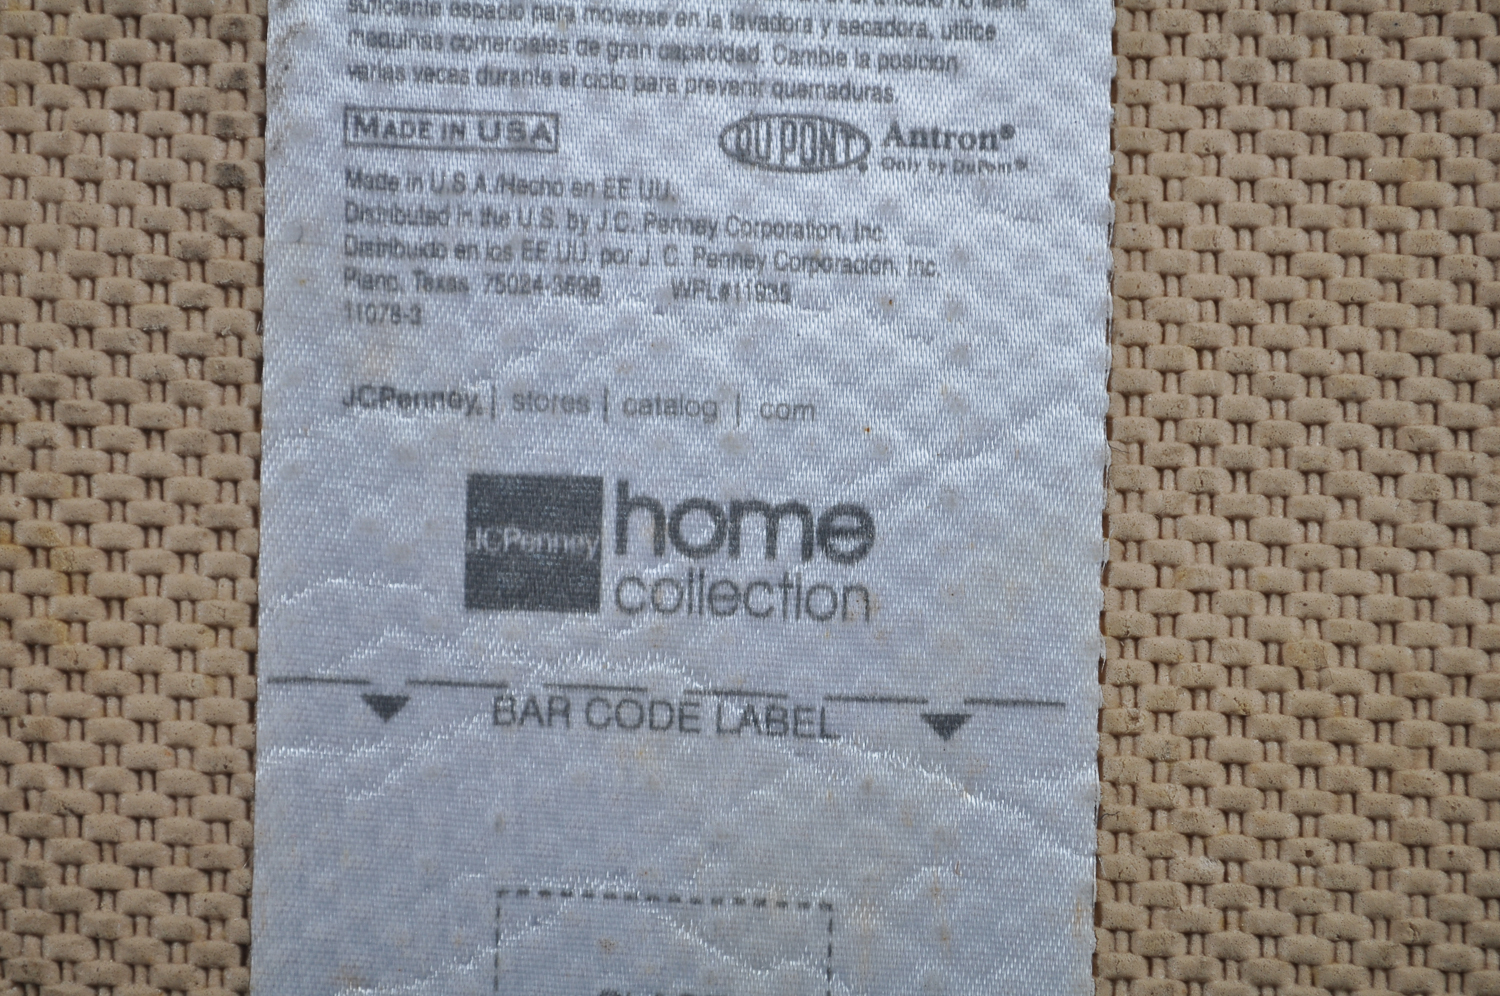 suficiente espacio para moverse en la lavadora y secadora, utilice
maquinas comerciales de gran capacidad. Cambie la posicion
varias veces durante el ciclo para prevenir quemaduras.
MADE IN USA
DUPONT Antron®
Only by DuPont℠
Made in U.S.A./Hecho en EE.UU.
Distributed in the U.S. by J.C. Penney Corporation, Inc.
Distribuido en los EE.UU. por J. C. Penney Corporación, Inc.
Plano, Texas 75024-3698
11078-3
JCPenney | stores | catalog | com
JCPenney
home
collection
BAR CODE LABEL